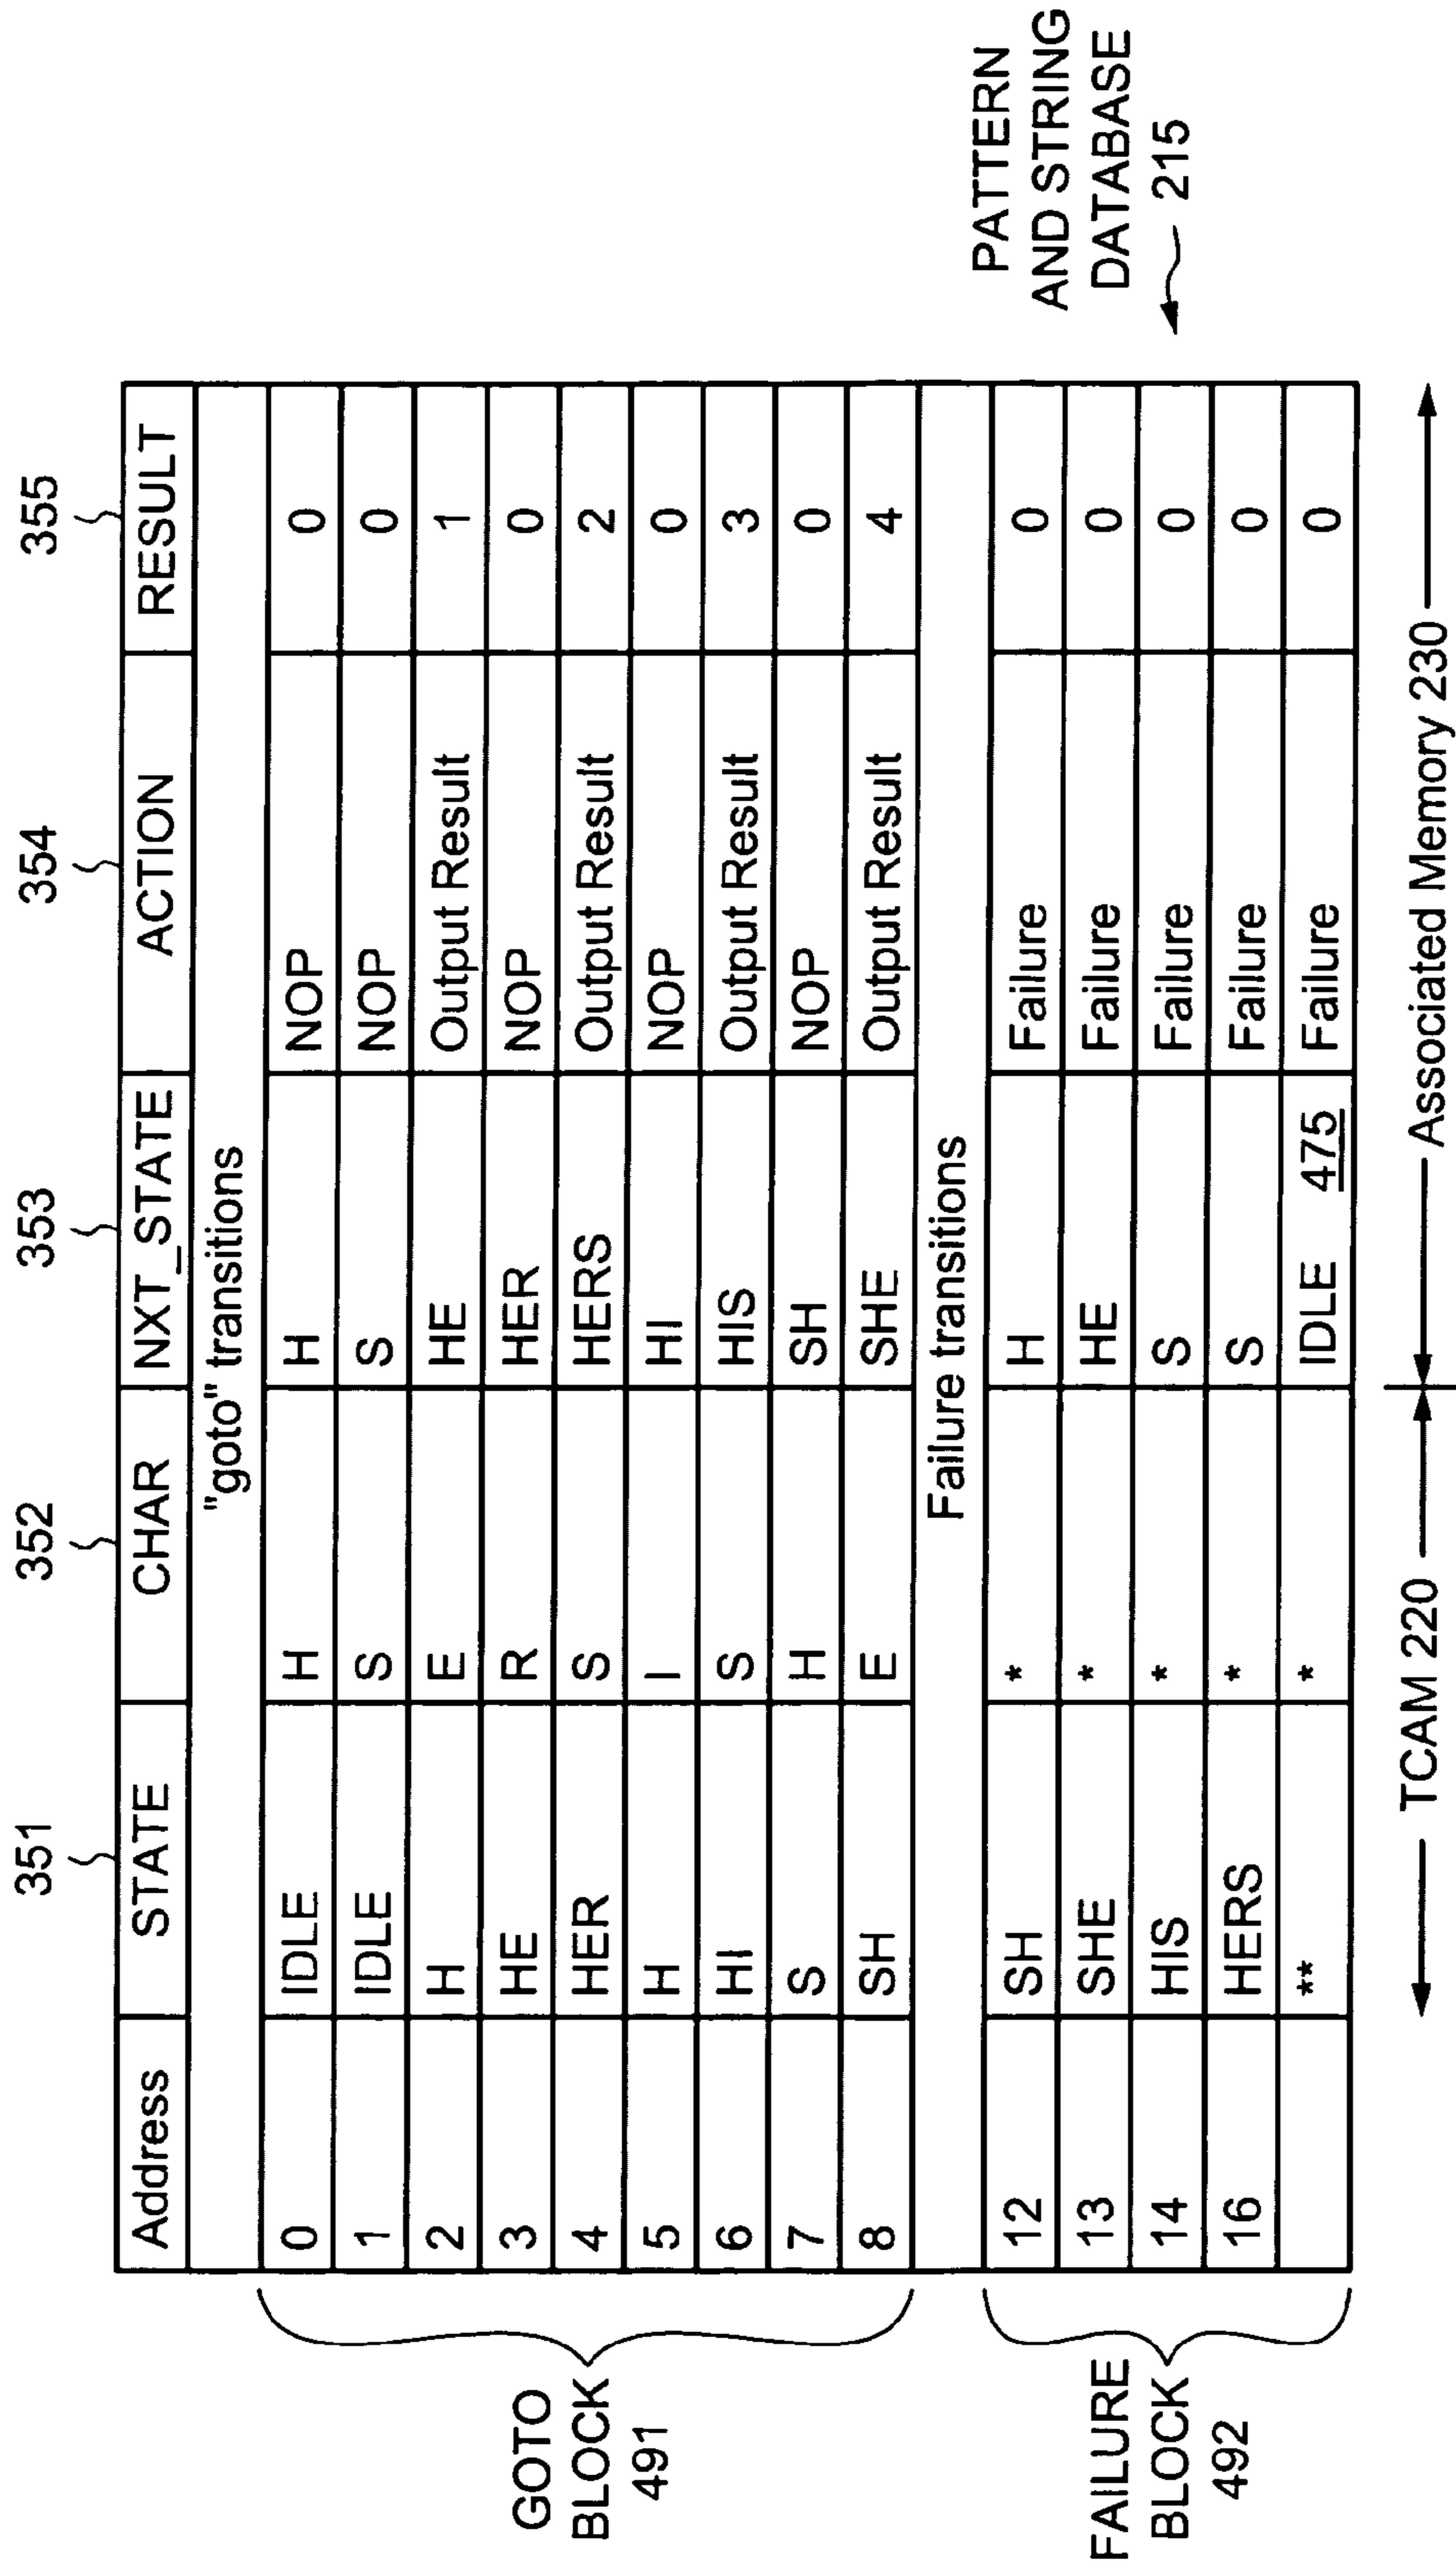 351 352 353 354 355
Address STATE CHAR NXT_STATE ACTION RESULT
"goto" transitions
0 IDLE H H NOP 0
1 IDLE S S NOP 0
2 H E HE Output Result 1
3 HE R HER NOP 0
4 HER S HERS Output Result 2
5 H I HI NOP 0
6 HI S HIS Output Result 3
7 S H SH NOP 0
8 SH E SHE Output Result 4
Failure transitions
12 SH * H Failure 0
13 SHE * HE Failure 0
14 HIS * S Failure 0
16 HERS * S Failure 0
** * IDLE 475 Failure 0
GOTO
BLOCK
491
FAILURE
BLOCK
492
TCAM 220
Associated Memory 230
PATTERN
AND STRING
DATABASE
215